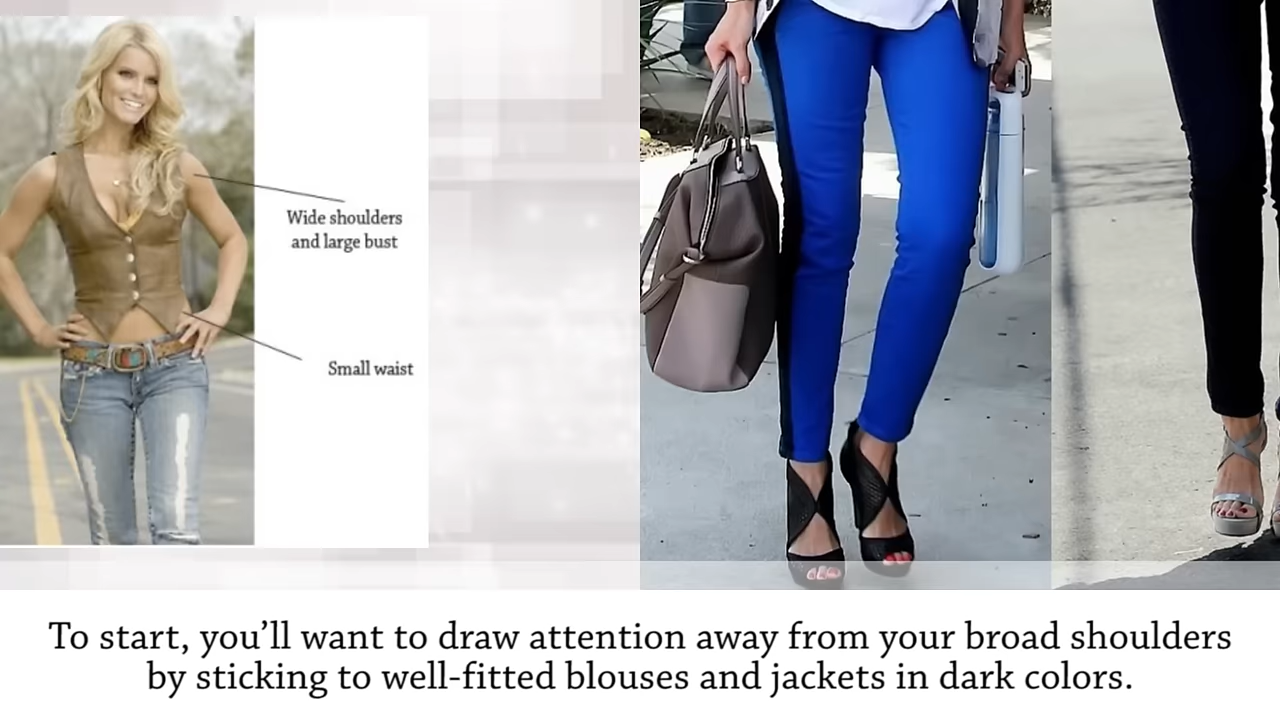 Wide shoulders
and large bust
Small waist
To start, you’ll want to draw attention away from your broad shoulders
by sticking to well-fitted blouses and jackets in dark colors.